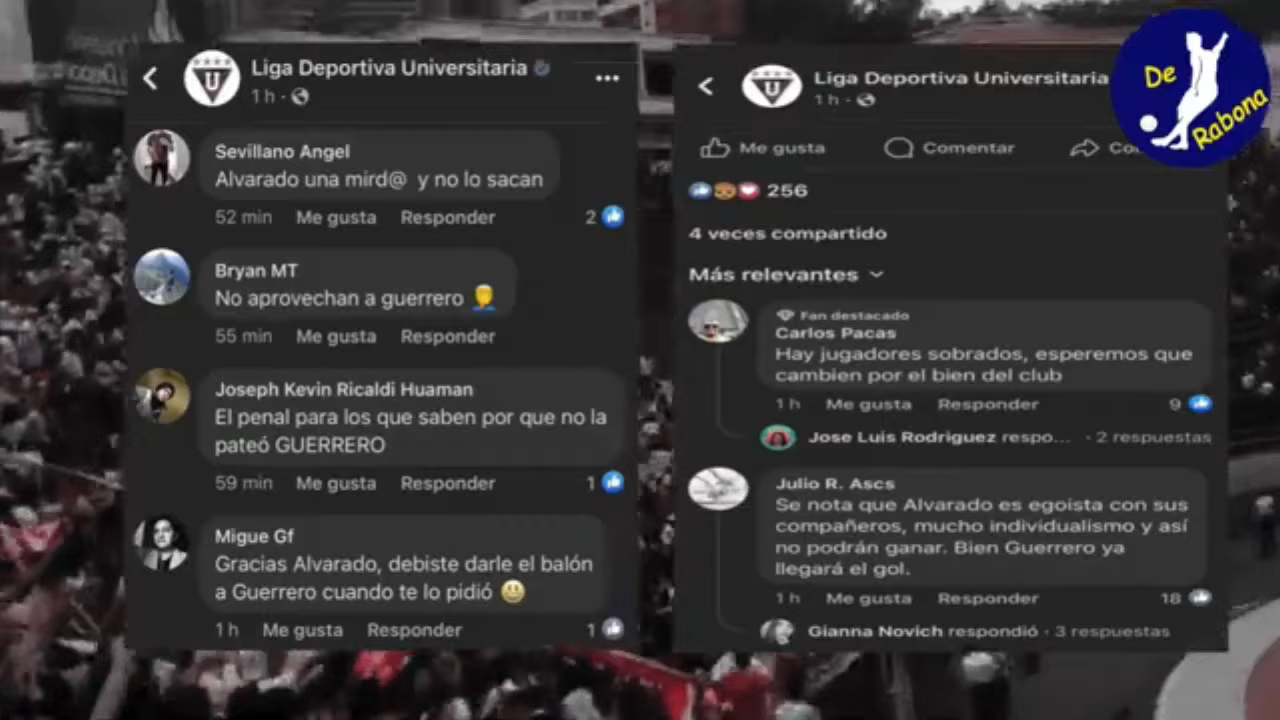 Liga Deportiva Universitaria
1 h ·
Sevillano Angel
Alvarado una mird@ y no lo sacan
52 min Me gusta Responder 2
Bryan MT
No aprovechan a guerrero
55 min Me gusta Responder
Joseph Kevin Ricaldi Huaman
El penal para los que saben por que no la
pateó GUERRERO
59 min Me gusta Responder 1
Migue Gf
Gracias Alvarado, debiste darle el balón
a Guerrero cuando te lo pidió
1 h Me gusta Responder 1
Liga Deportiva Universitaria
1 h ·
Me gusta Comentar
256
4 veces compartido
Más relevantes
Fan destacado
Carlos Pacas
Hay jugadores sobrados, esperemos que
cambien por el bien del club
1 h Me gusta Responder 9
Jose Luis Rodriguez respo... · 2 respuestas
Julio R. Ascs
Se nota que Alvarado es egoista con sus
compañeros, mucho individualismo y así
no podrán ganar. Bien Guerrero ya
llegará el gol.
1 h Me gusta Responder 18
Gianna Novich respondió · 3 respuestas
De
Rabona
U
U